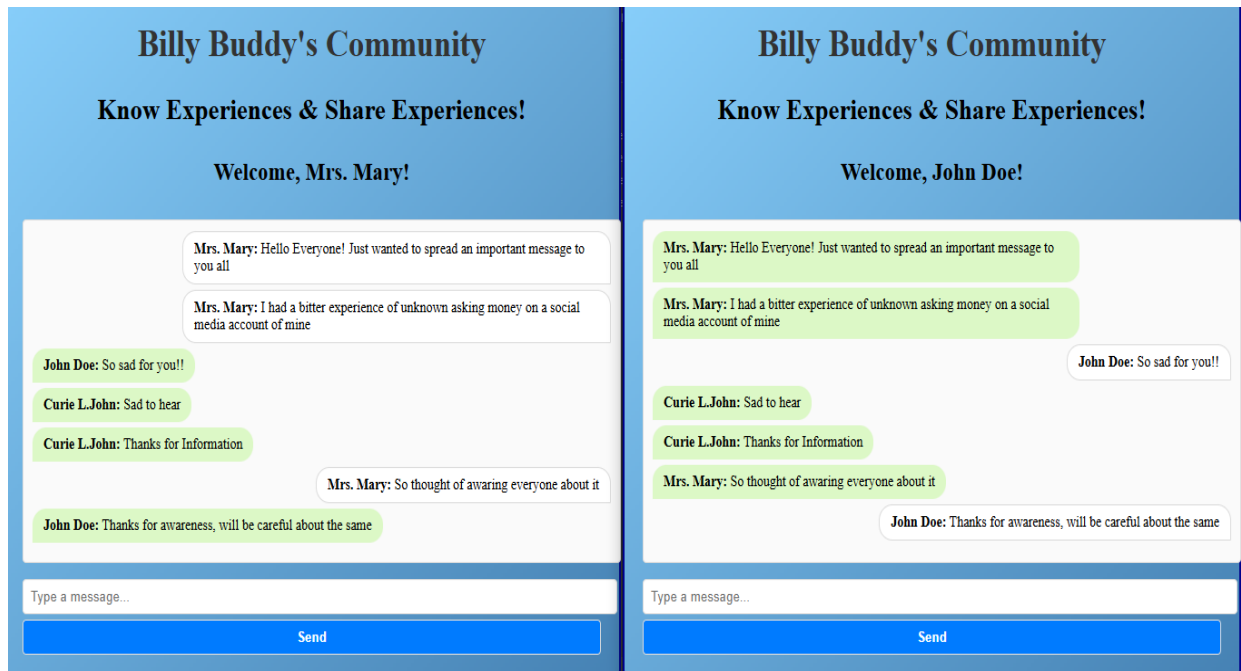 Billy Buddy's Community
Know Experiences & Share Experiences!
Welcome, Mrs. Mary!
Mrs. Mary: Hello Everyone! Just wanted to spread an important message to
you all
Mrs. Mary: I had a bitter experience of unknown asking money on a social
media account of mine
John Doe: So sad for you!!
Curie L.John: Sad to hear
Curie L.John: Thanks for Information
Mrs. Mary: So thought of awaring everyone about it
John Doe: Thanks for awareness, will be careful about the same
Type a message...
Send
Billy Buddy's Community
Know Experiences & Share Experiences!
Welcome, John Doe!
Mrs. Mary: Hello Everyone! Just wanted to spread an important message to
you all
Mrs. Mary: I had a bitter experience of unknown asking money on a social
media account of mine
John Doe: So sad for you!!
Curie L.John: Sad to hear
Curie L.John: Thanks for Information
Mrs. Mary: So thought of awaring everyone about it
John Doe: Thanks for awareness, will be careful about the same
Type a message...
Send